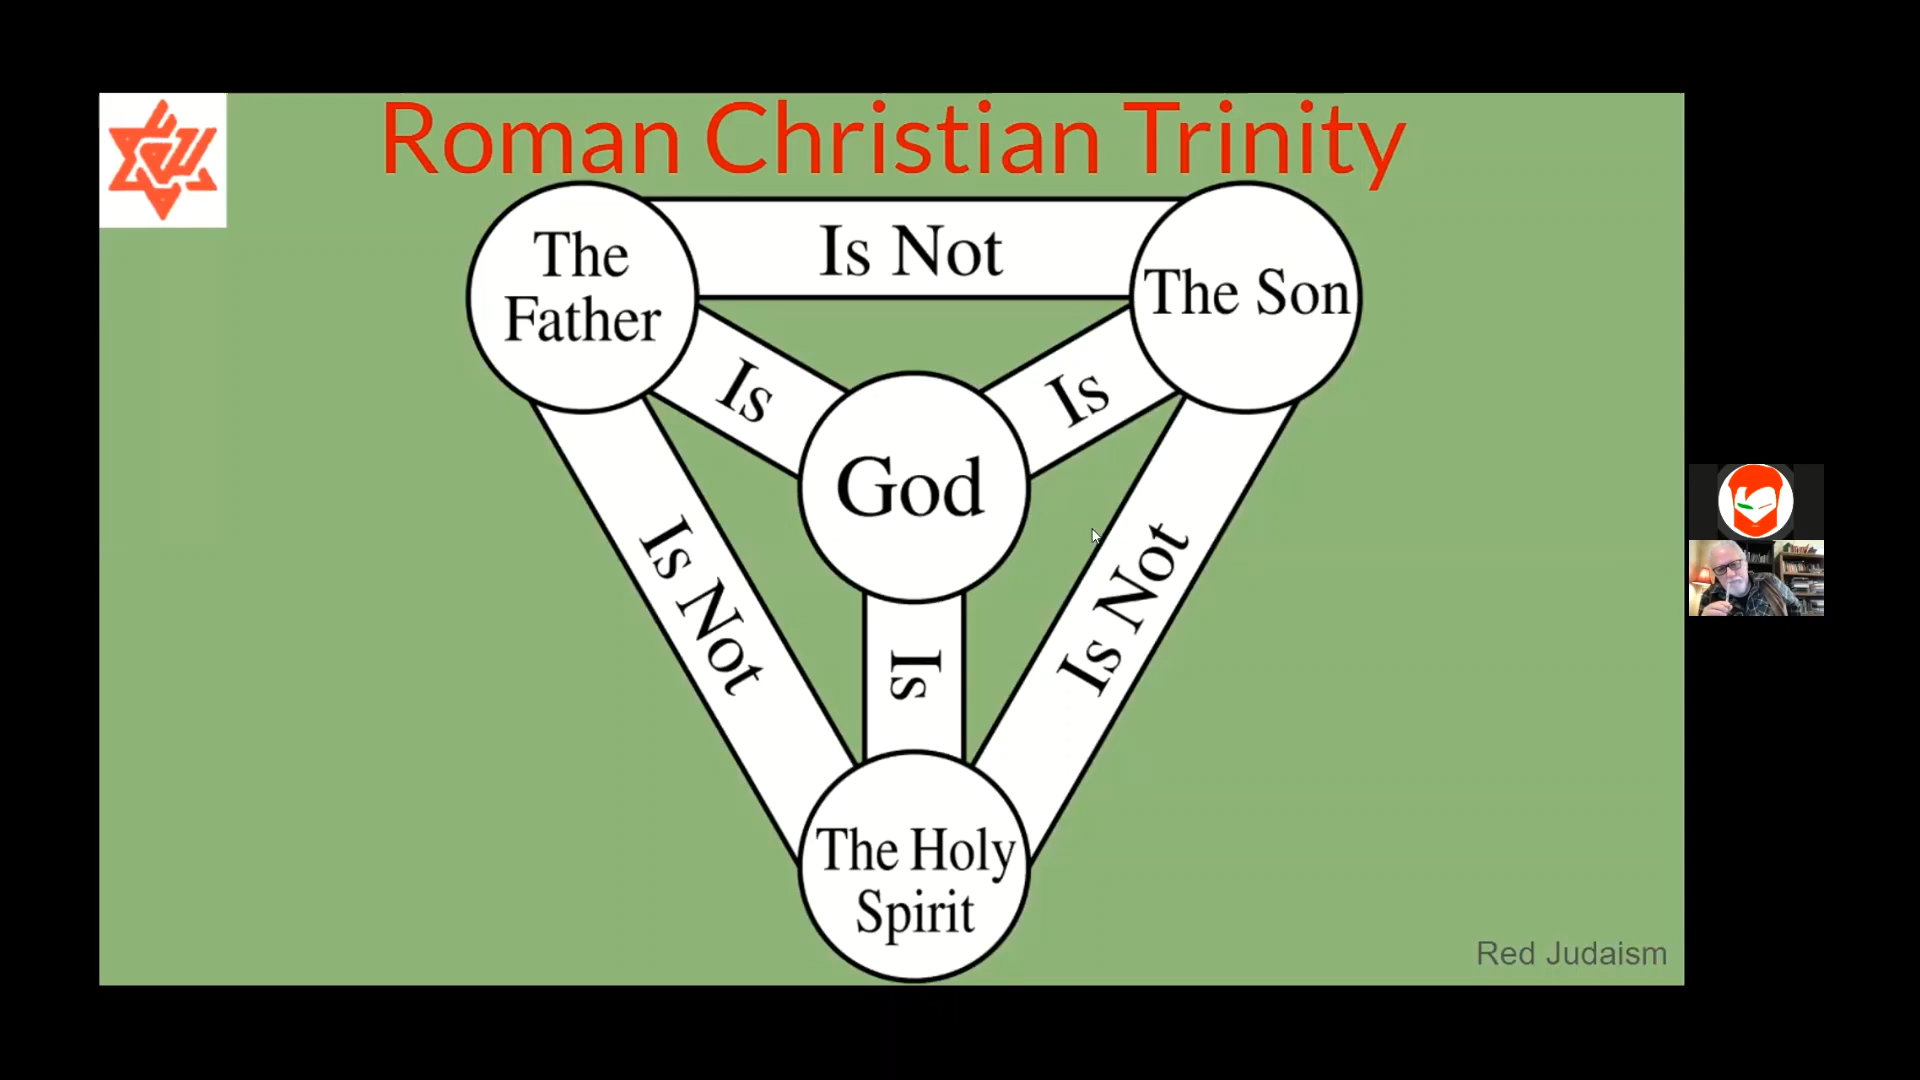 Roman Christian Trinity
The
Father
Is Not
The Son
Is
Is
God
Is Not
Is
Is Not
The Holy
Spirit
Red Judaism